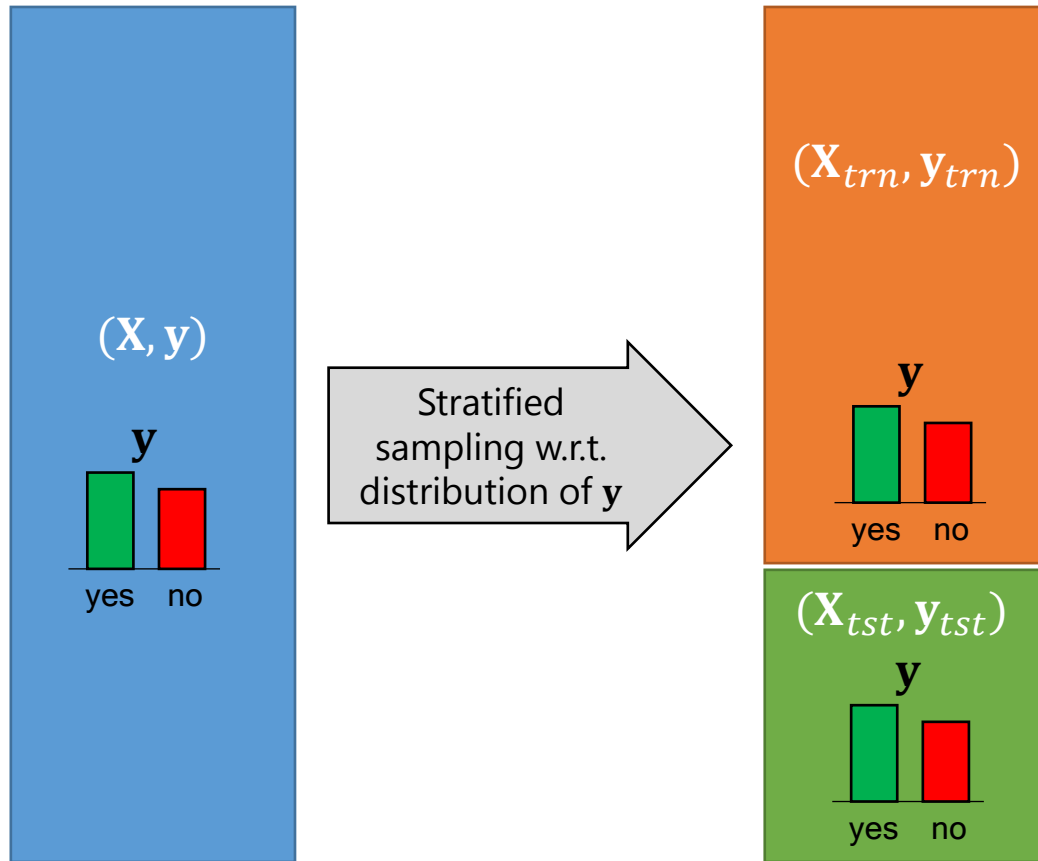 (X, y)
y
yes no
Stratified
sampling w.r.t.
distribution of y
(X_trn, y_trn)
y
yes no
(X_tst, y_tst)
y
yes no